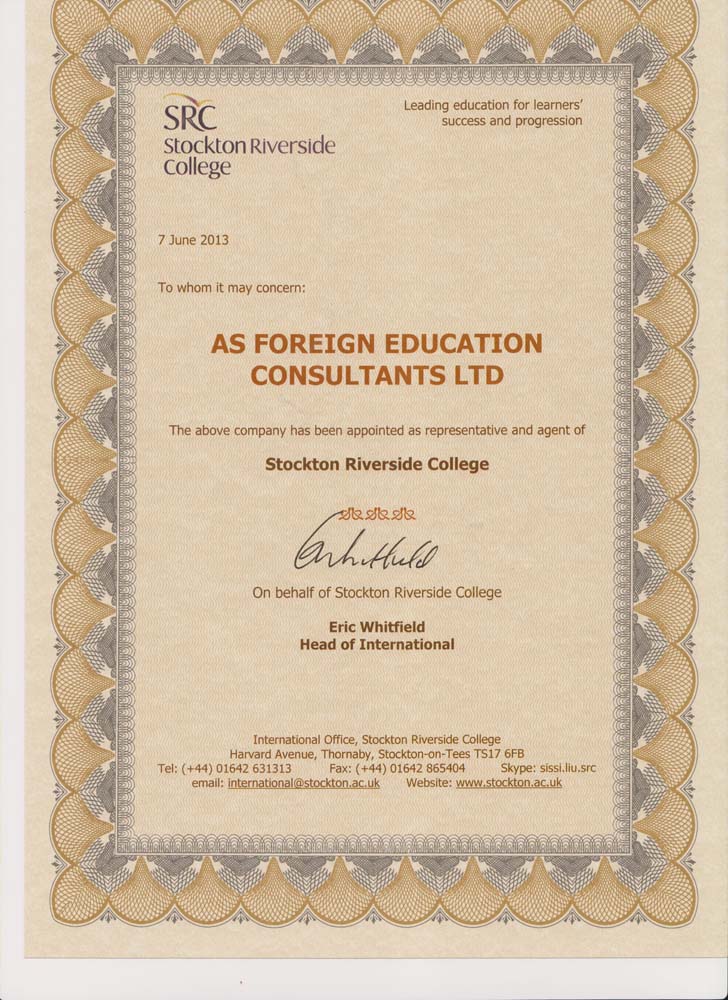 SRC
Stockton Riverside
College
Leading education for learners'
success and progression
7 June 2013
To whom it may concern:
AS FOREIGN EDUCATION
CONSULTANTS LTD
The above company has been appointed as representative and agent of
Stockton Riverside College
On behalf of Stockton Riverside College
Eric Whitfield
Head of International
International Office, Stockton Riverside College
Harvard Avenue, Thornaby, Stockton-on-Tees TS17 6FB
Tel: (+44) 01642 631313 Fax: (+44) 01642 865404 Skype: sissi.liu.src
email: international@stockton.ac.uk Website: www.stockton.ac.uk